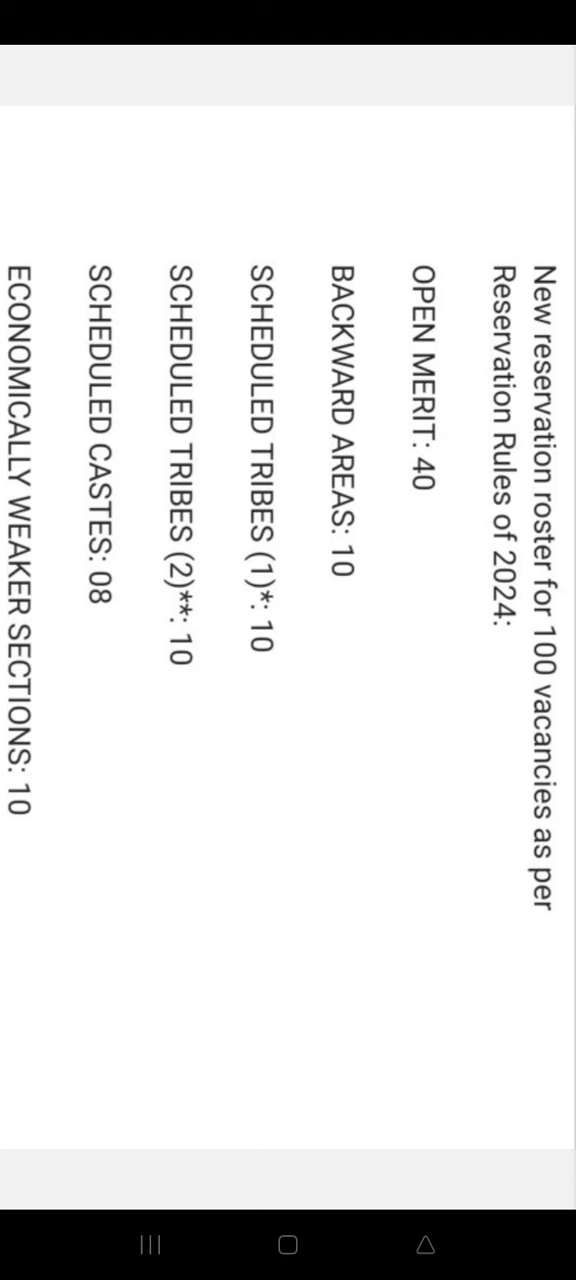 New reservation roster for 100 vacancies as per
Reservation Rules of 2024:
OPEN MERIT: 40
BACKWARD AREAS: 10
SCHEDULED TRIBES (1)*: 10
SCHEDULED TRIBES (2)**: 10
SCHEDULED CASTES: 08
ECONOMICALLY WEAKER SECTIONS: 10